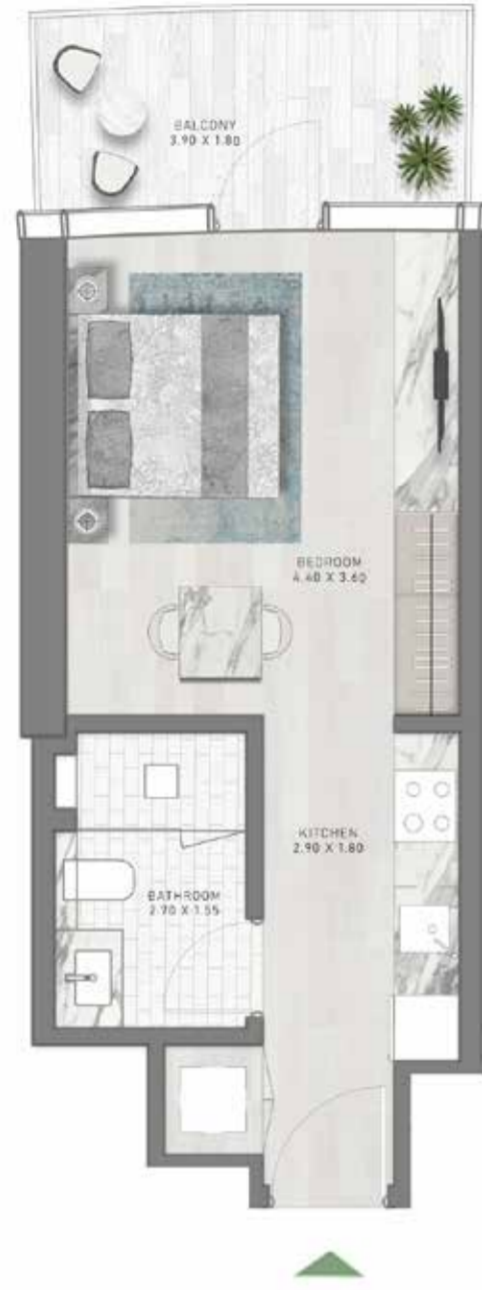 BALCONY
3.90 X 1.80
BEDROOM
4.40 X 3.60
KITCHEN
2.90 X 1.80
BATHROOM
2.70 X 1.55